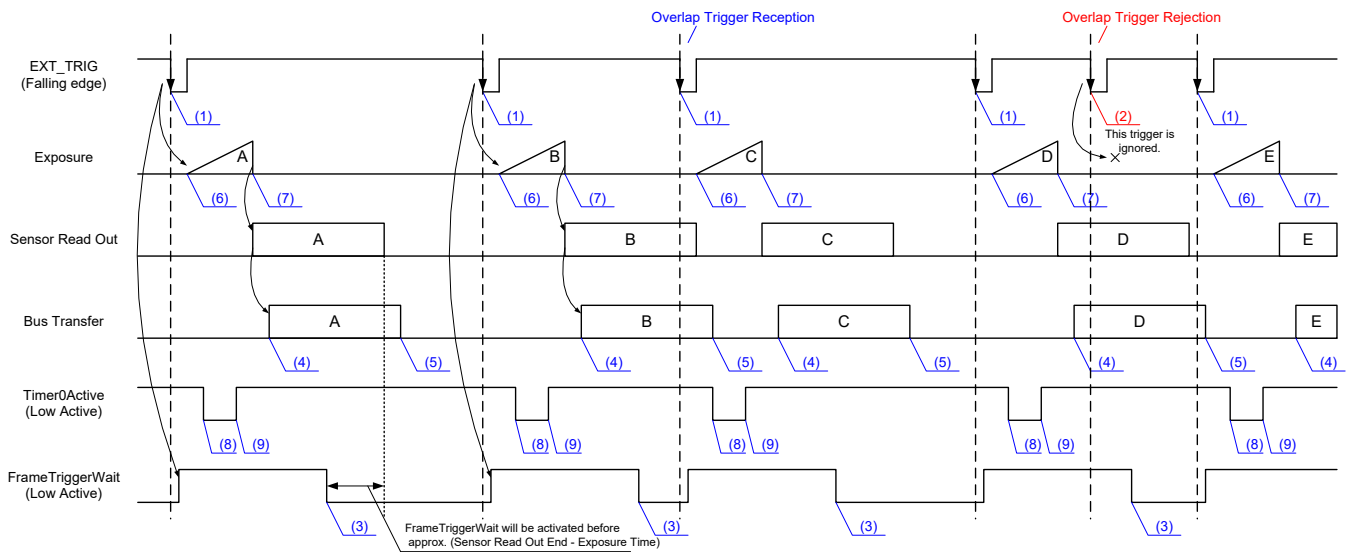 Overlap Trigger Reception
Overlap Trigger Rejection
EXT_TRIG
(Falling edge)
(1)
(1)
(1)
(1)
(2)
(1)
This trigger is
ignored.
Exposure
A
B
C
D
E
(6)
(7)
(6)
(7)
(6)
(7)
(6)
(7)
(6)
(7)
Sensor Read Out
A
B
C
D
E
Bus Transfer
A
B
C
D
E
(4)
(5)
(4)
(5)
(4)
(5)
(4)
(5)
(4)
Timer0Active
(Low Active)
(8)
(9)
(8)
(9)
(8)
(9)
(8)
(9)
(8)
(9)
FrameTriggerWait
(Low Active)
(3)
(3)
(3)
(3)
FrameTriggerWait will be activated before
approx. (Sensor Read Out End - Exposure Time)